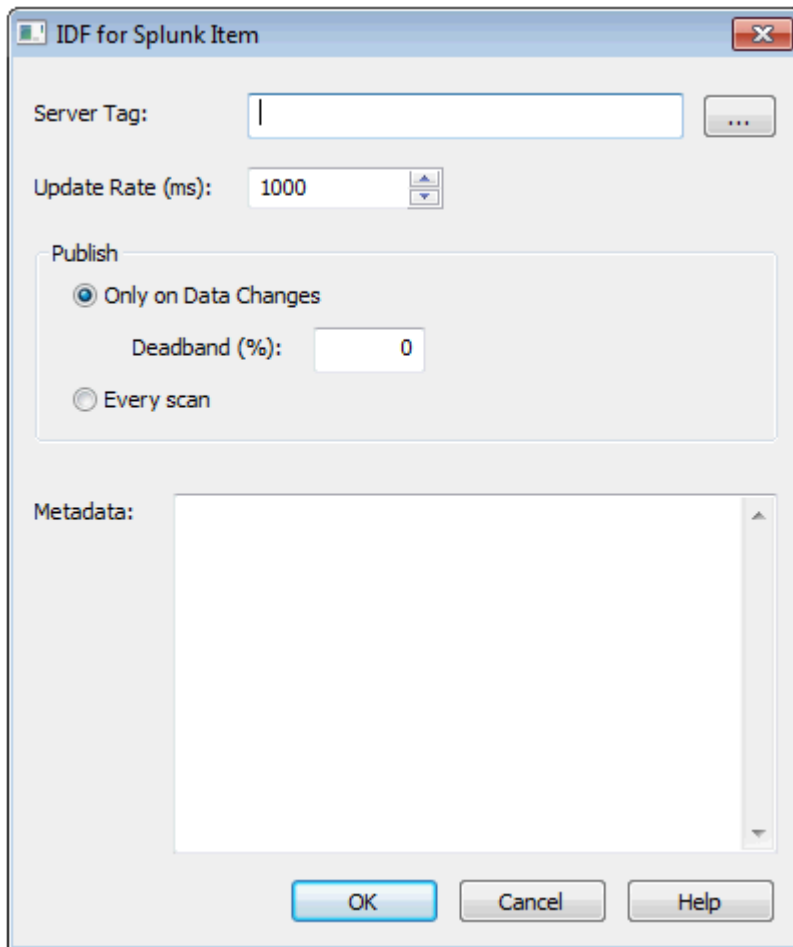 IDF for Splunk Item
Server Tag:
...
Update Rate (ms): 1000
Publish
Only on Data Changes
Deadband (%): 0
Every scan
Metadata:
OK Cancel Help